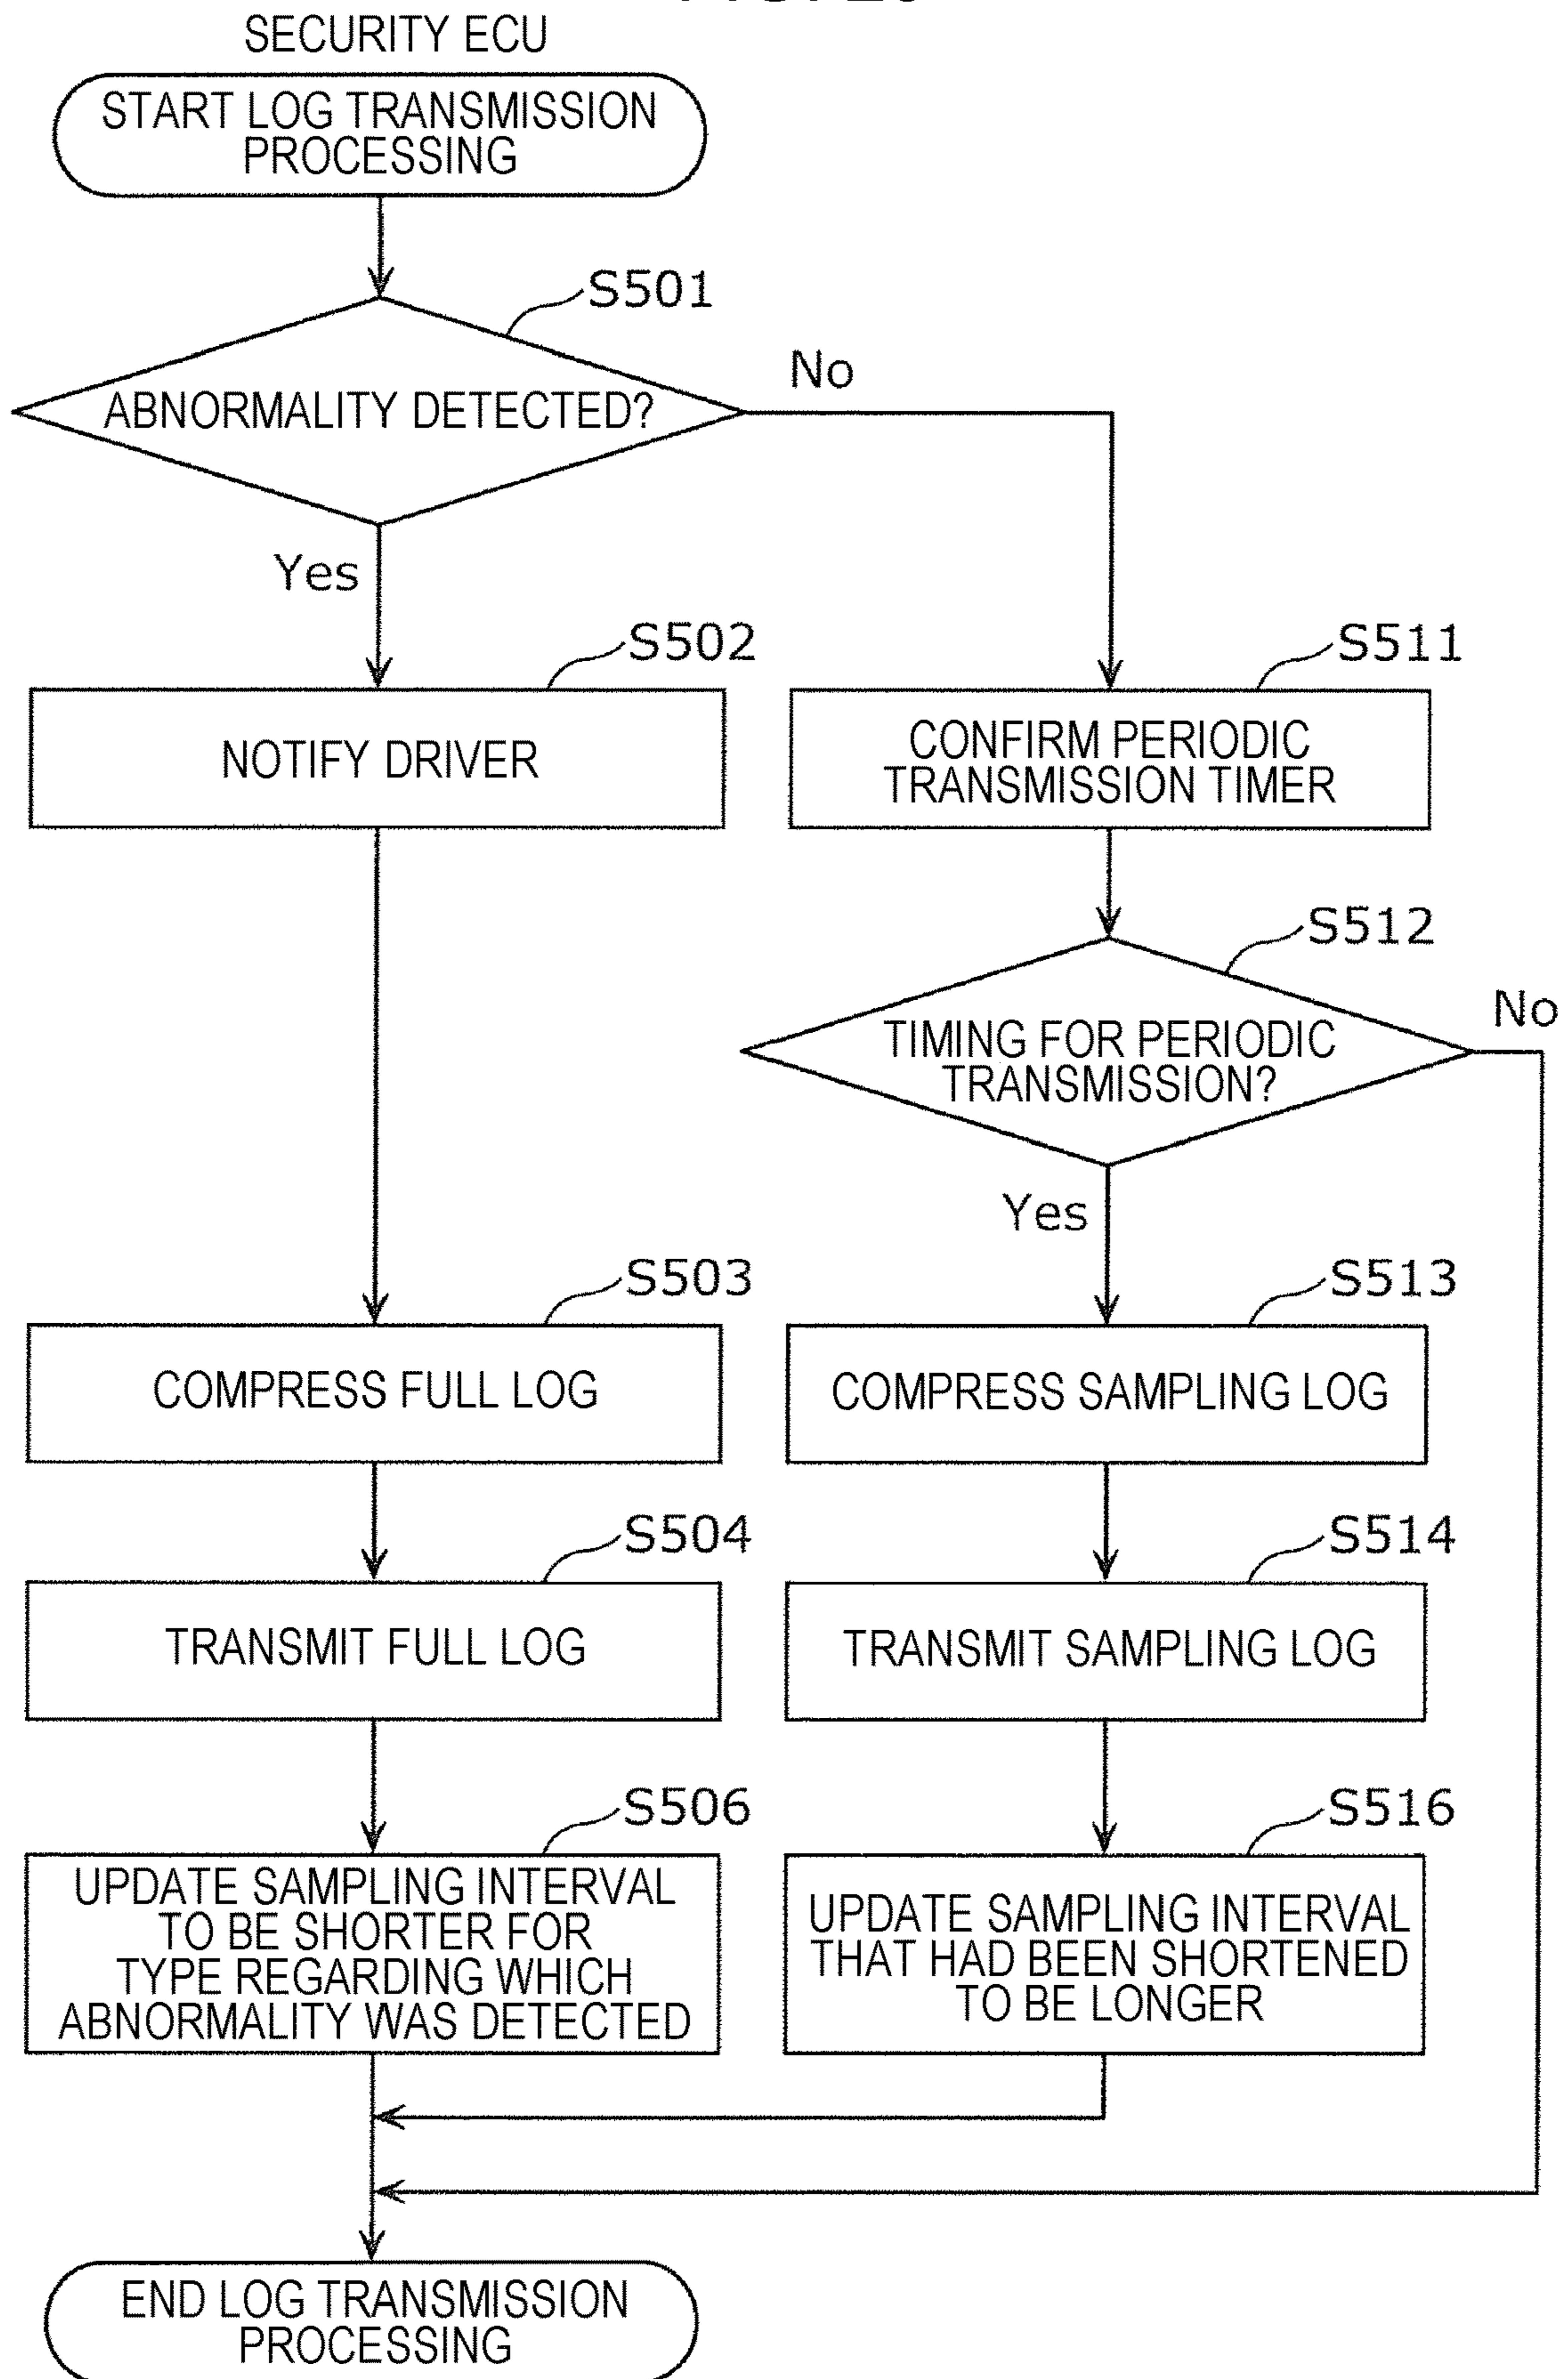 SECURITY ECU
START LOG TRANSMISSION
PROCESSING
S501
ABNORMALITY DETECTED?
No
Yes
S502
NOTIFY DRIVER
S511
CONFIRM PERIODIC
TRANSMISSION TIMER
S512
TIMING FOR PERIODIC
TRANSMISSION?
No
Yes
S503
COMPRESS FULL LOG
S513
COMPRESS SAMPLING LOG
S504
TRANSMIT FULL LOG
S514
TRANSMIT SAMPLING LOG
S506
UPDATE SAMPLING INTERVAL
TO BE SHORTER FOR
TYPE REGARDING WHICH
ABNORMALITY WAS DETECTED
S516
UPDATE SAMPLING INTERVAL
THAT HAD BEEN SHORTENED
TO BE LONGER
END LOG TRANSMISSION
PROCESSING